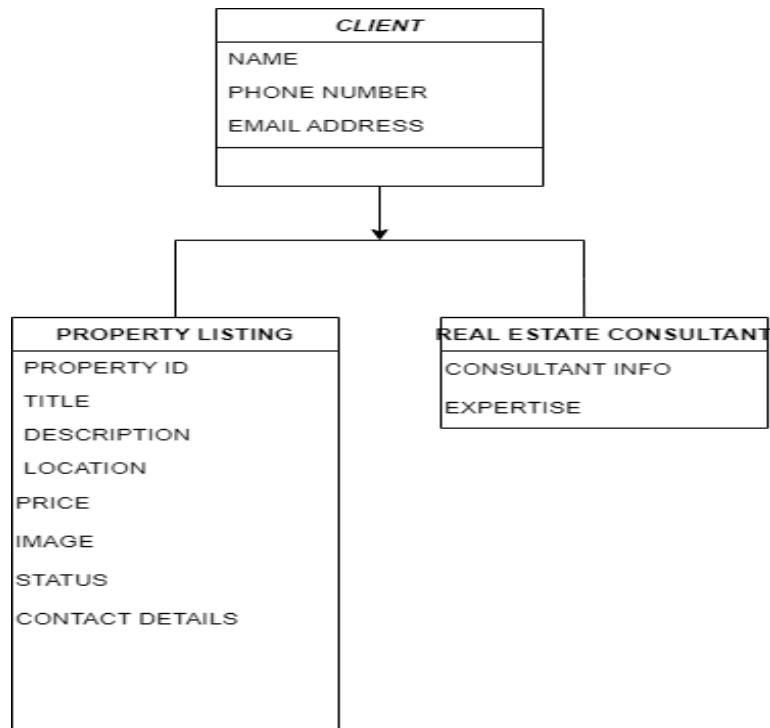 CLIENT
NAME
PHONE NUMBER
EMAIL ADDRESS
PROPERTY LISTING
PROPERTY ID
TITLE
DESCRIPTION
LOCATION
PRICE
IMAGE
STATUS
CONTACT DETAILS
REAL ESTATE CONSULTANT
CONSULTANT INFO
EXPERTISE